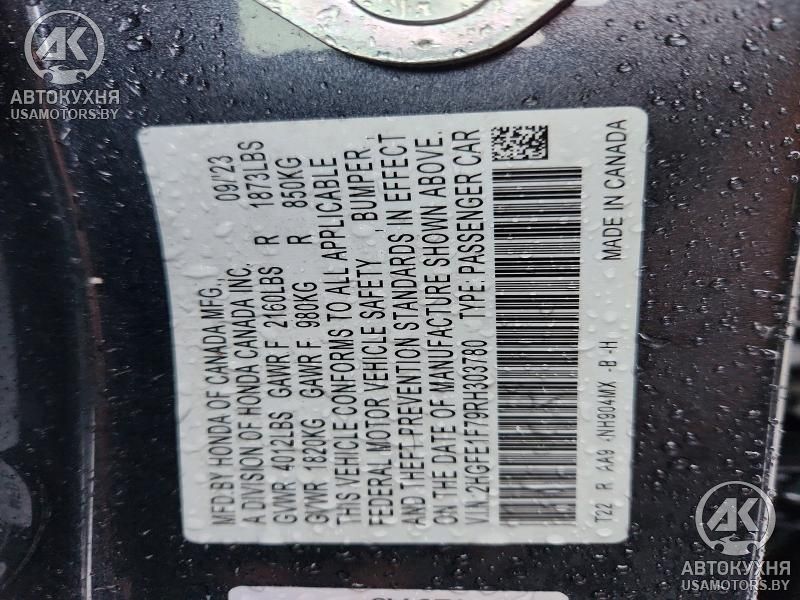 AK
АВТОКУХНЯ
USAMOTORS.BY
MFD.BY HONDA OF CANADA MFG., 09/'23
A DIVISION OF HONDA CANADA INC.
GVWR 4012LBS GAWR F 2160LBS R 1873LBS
GVWR 1820KG GAWR F 980KG R 850KG
THIS VEHICLE CONFORMS TO ALL APPLICABLE
FEDERAL MOTOR VEHICLE SAFETY , BUMPER ,
AND THEFT PREVENTION STANDARDS IN EFFECT
ON THE DATE OF MANUFACTURE SHOWN ABOVE.
V.I.N. 2HGFE1F79RH303780 TYPE: PASSENGER CAR
T22 R AA9 -NH904MX -B -H MADE IN CANADA
AK
АВТОКУХНЯ
USAMOTORS.BY